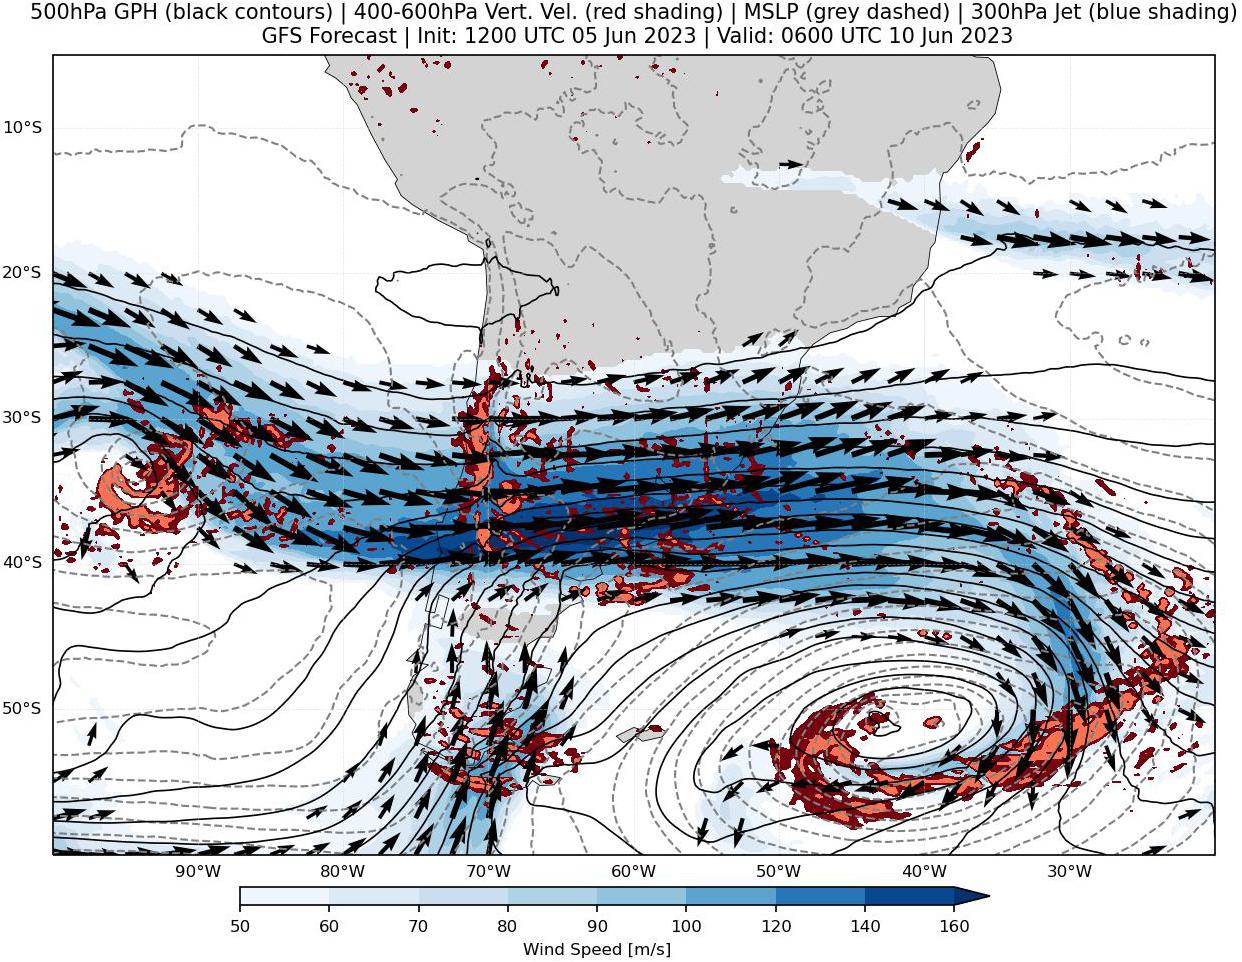 500hPa GPH (black contours) | 400-600hPa Vert. Vel. (red shading) | MSLP (grey dashed) | 300hPa Jet (blue shading)
GFS Forecast | Init: 1200 UTC 05 Jun 2023 | Valid: 0600 UTC 10 Jun 2023
10°S
20°S
30°S
40°S
50°S
90°W 80°W 70°W 60°W 50°W 40°W 30°W
50 60 70 80 90 100 120 140 160
Wind Speed [m/s]